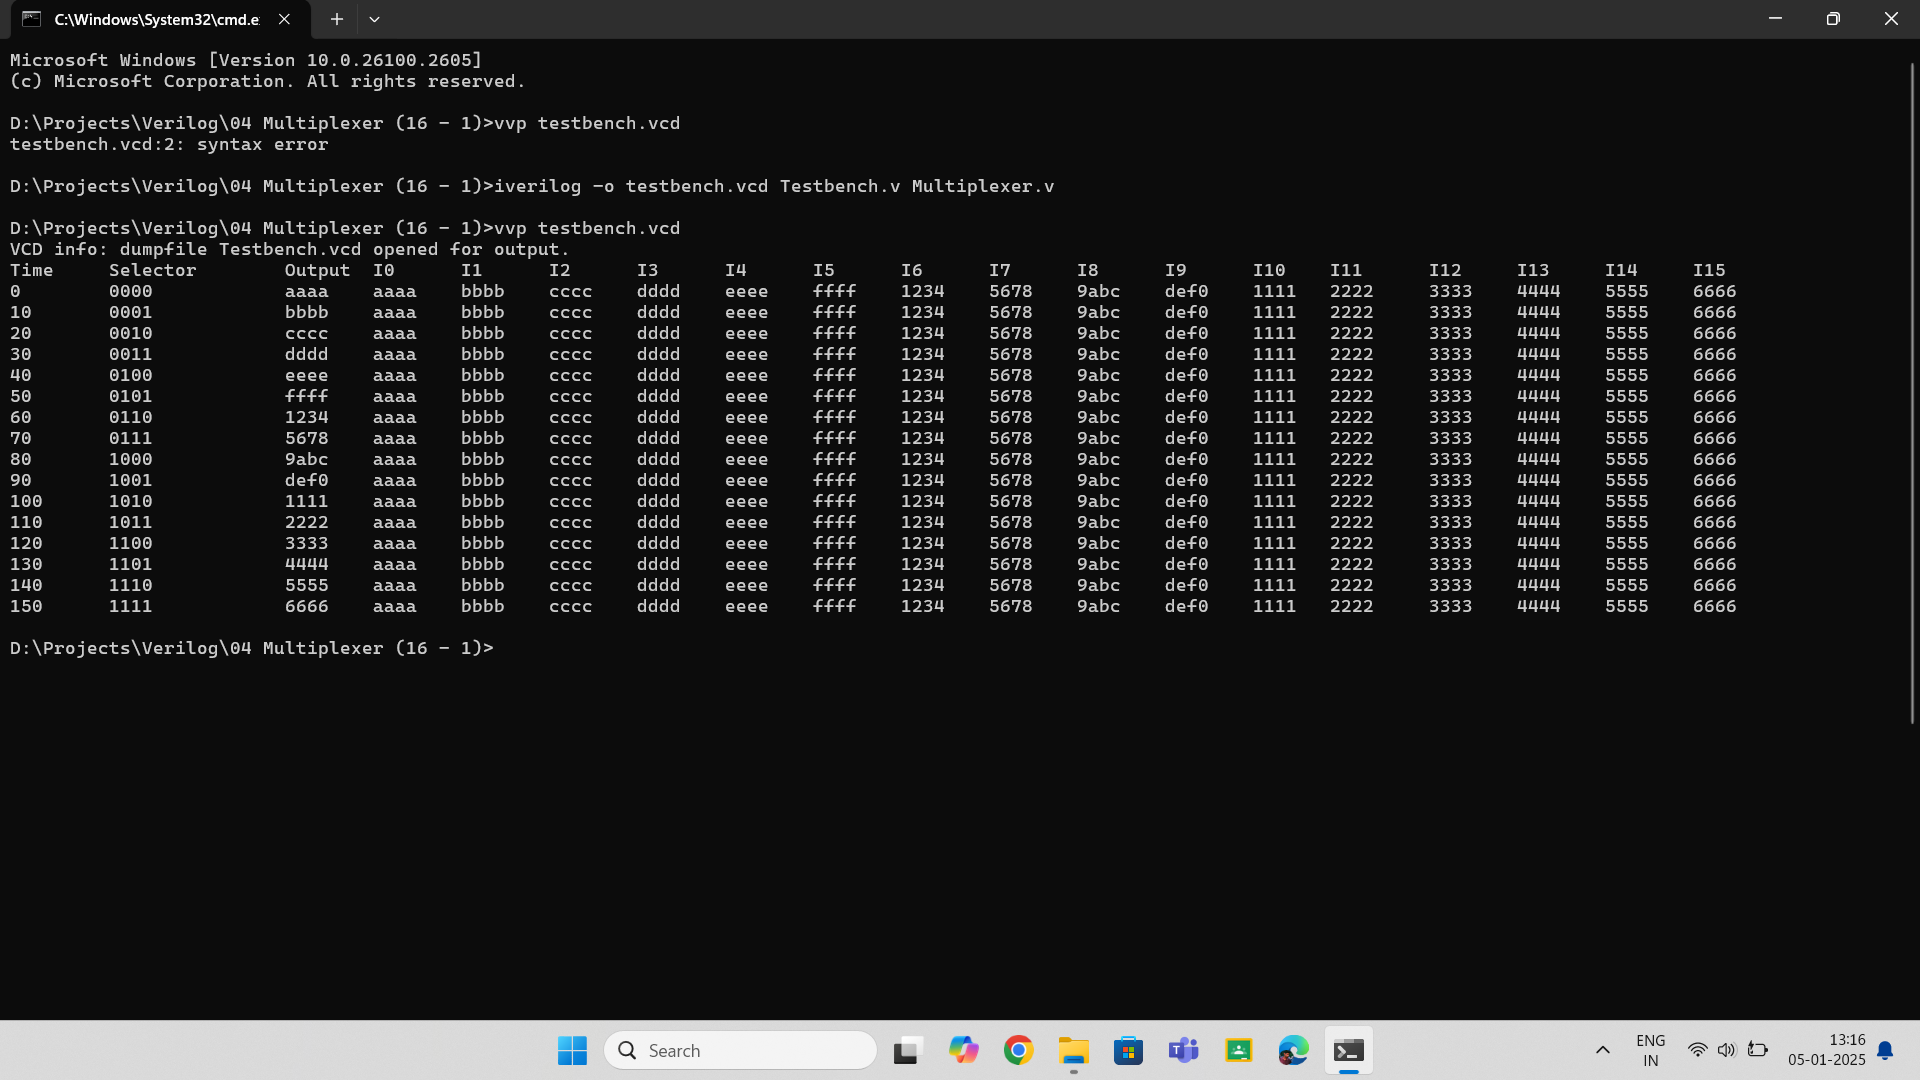 C:\Windows\System32\cmd.e
Microsoft Windows [Version 10.0.26100.2605]
(c) Microsoft Corporation. All rights reserved.
D:\Projects\Verilog\04 Multiplexer (16 - 1)>vvp testbench.vcd
testbench.vcd:2: syntax error
D:\Projects\Verilog\04 Multiplexer (16 - 1)>iverilog -o testbench.vcd Testbench.v Multiplexer.v
D:\Projects\Verilog\04 Multiplexer (16 - 1)>vvp testbench.vcd
VCD info: dumpfile Testbench.vcd opened for output.
Time Selector Output I0 I1 I2 I3 I4 I5 I6 I7 I8 I9 I10 I11 I12 I13 I14 I15
0 0000 aaaa aaaa bbbb cccc dddd eeee ffff 1234 5678 9abc def0 1111 2222 3333 4444 5555 6666
10 0001 bbbb aaaa bbbb cccc dddd eeee ffff 1234 5678 9abc def0 1111 2222 3333 4444 5555 6666
20 0010 cccc aaaa bbbb cccc dddd eeee ffff 1234 5678 9abc def0 1111 2222 3333 4444 5555 6666
30 0011 dddd aaaa bbbb cccc dddd eeee ffff 1234 5678 9abc def0 1111 2222 3333 4444 5555 6666
40 0100 eeee aaaa bbbb cccc dddd eeee ffff 1234 5678 9abc def0 1111 2222 3333 4444 5555 6666
50 0101 ffff aaaa bbbb cccc dddd eeee ffff 1234 5678 9abc def0 1111 2222 3333 4444 5555 6666
60 0110 1234 aaaa bbbb cccc dddd eeee ffff 1234 5678 9abc def0 1111 2222 3333 4444 5555 6666
70 0111 5678 aaaa bbbb cccc dddd eeee ffff 1234 5678 9abc def0 1111 2222 3333 4444 5555 6666
80 1000 9abc aaaa bbbb cccc dddd eeee ffff 1234 5678 9abc def0 1111 2222 3333 4444 5555 6666
90 1001 def0 aaaa bbbb cccc dddd eeee ffff 1234 5678 9abc def0 1111 2222 3333 4444 5555 6666
100 1010 1111 aaaa bbbb cccc dddd eeee ffff 1234 5678 9abc def0 1111 2222 3333 4444 5555 6666
110 1011 2222 aaaa bbbb cccc dddd eeee ffff 1234 5678 9abc def0 1111 2222 3333 4444 5555 6666
120 1100 3333 aaaa bbbb cccc dddd eeee ffff 1234 5678 9abc def0 1111 2222 3333 4444 5555 6666
130 1101 4444 aaaa bbbb cccc dddd eeee ffff 1234 5678 9abc def0 1111 2222 3333 4444 5555 6666
140 1110 5555 aaaa bbbb cccc dddd eeee ffff 1234 5678 9abc def0 1111 2222 3333 4444 5555 6666
150 1111 6666 aaaa bbbb cccc dddd eeee ffff 1234 5678 9abc def0 1111 2222 3333 4444 5555 6666
D:\Projects\Verilog\04 Multiplexer (16 - 1)>
Search
ENG
IN
13:16
05-01-2025